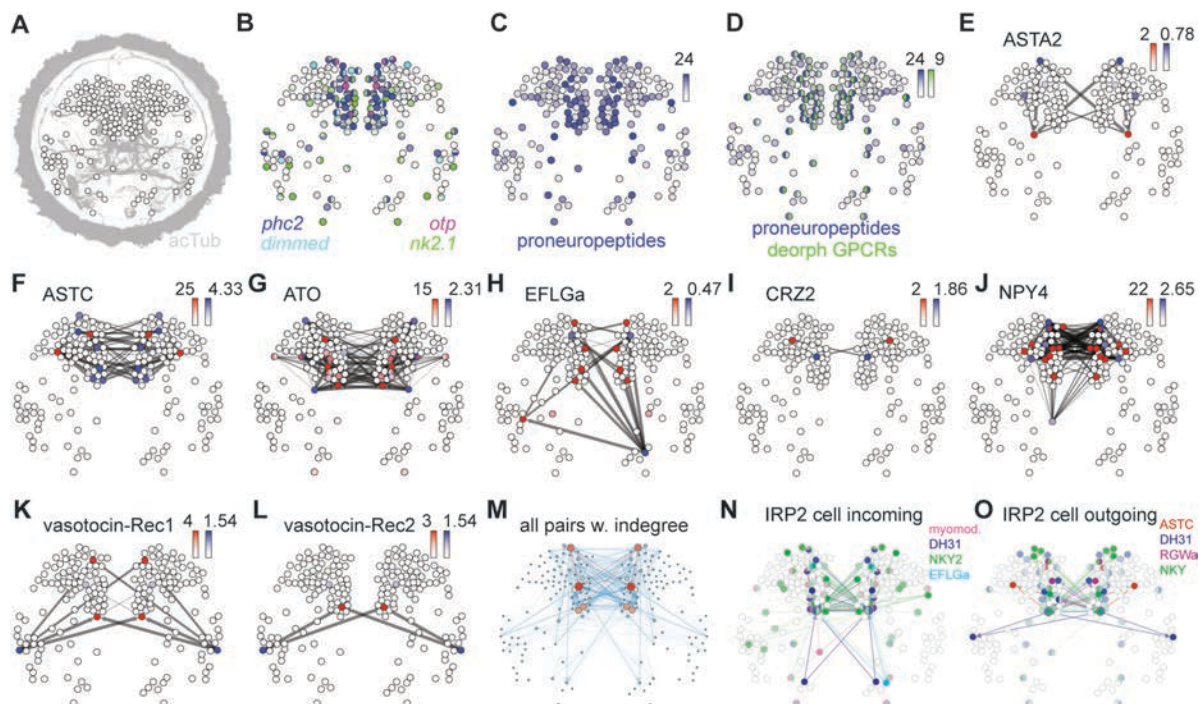 A
acTub
B
phc2 otp
dimmed nk2.1
C
24
proneuropeptides
D
24 9
proneuropeptides
deorph GPCRs
E
ASTA2
2 0.78
F
ASTC
25 4.33
G
ATO
15 2.31
H
EFLGa
2 0.47
I
CRZ2
2 1.86
J
NPY4
22 2.65
K
vasotocin-Rec1
4 1.54
L
vasotocin-Rec2
3 1.54
M
all pairs w. indegree
N
IRP2 cell incoming
myomod.
DH31
NKY2
EFLGa
O
IRP2 cell outgoing
ASTC
DH31
RGWa
NKY